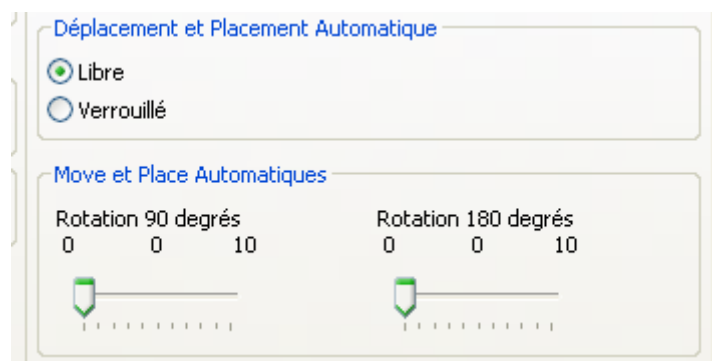 Déplacement et Placement Automatique
Libre
Verrouillé
Move et Place Automatiques
Rotation 90 degrés Rotation 180 degrés
0 0 10 0 0 10